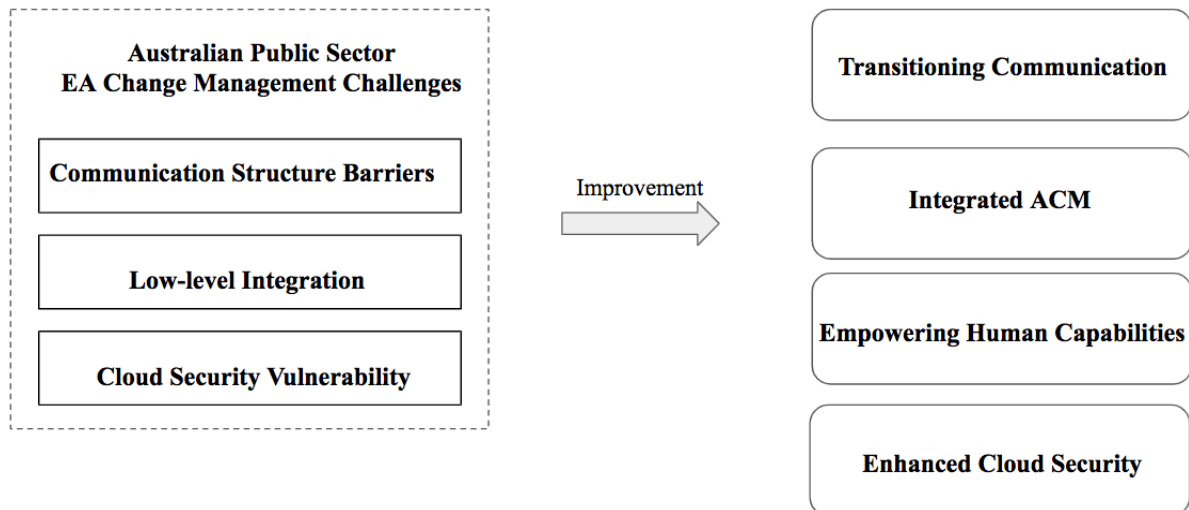 Australian Public Sector
EA Change Management Challenges
Communication Structure Barriers
Low-level Integration
Cloud Security Vulnerability
Improvement
Transitioning Communication
Integrated ACM
Empowering Human Capabilities
Enhanced Cloud Security